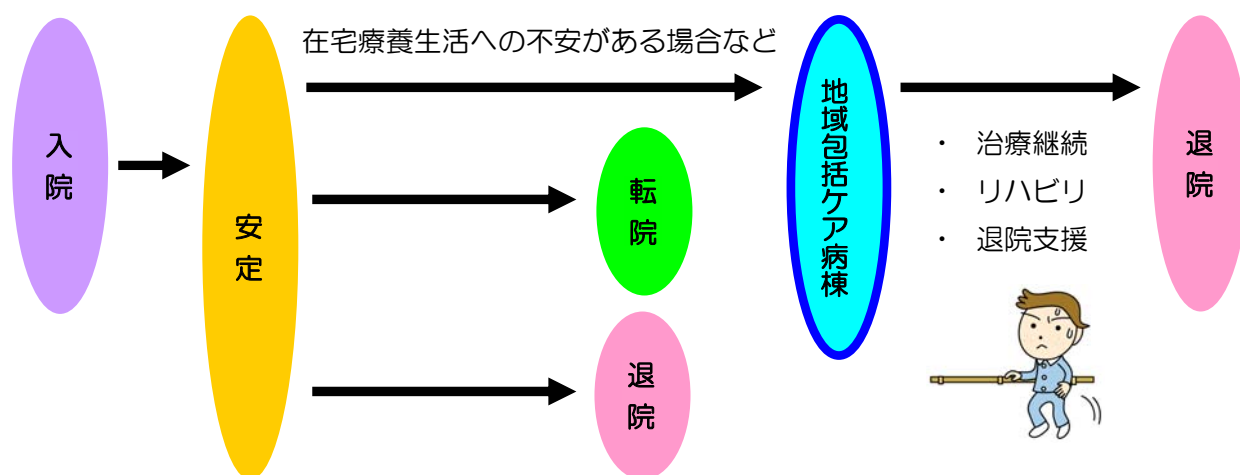 在宅療養生活への不安がある場合など
入院
安定
転院
退院
地域包括ケア病棟
・ 治療継続
・ リハビリ
・ 退院支援
退院